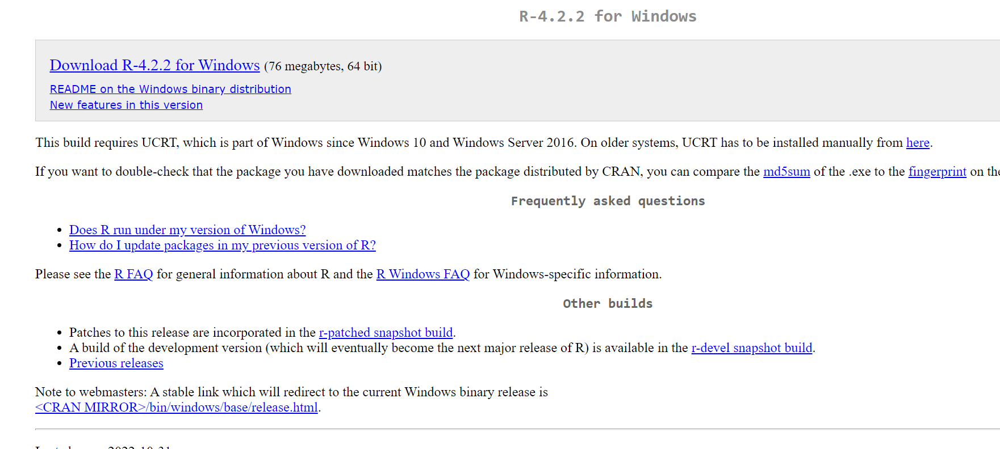 R-4.2.2 for Windows
Download R-4.2.2 for Windows (76 megabytes, 64 bit)
README on the Windows binary distribution
New features in this version
This build requires UCRT, which is part of Windows since Windows 10 and Windows Server 2016. On older systems, UCRT has to be installed manually from here.
If you want to double-check that the package you have downloaded matches the package distributed by CRAN, you can compare the md5sum of the .exe to the fingerprint on the
Frequently asked questions
• Does R run under my version of Windows?
• How do I update packages in my previous version of R?
Please see the R FAQ for general information about R and the R Windows FAQ for Windows-specific information.
Other builds
• Patches to this release are incorporated in the r-patched snapshot build.
• A build of the development version (which will eventually become the next major release of R) is available in the r-devel snapshot build.
• Previous releases
Note to webmasters: A stable link which will redirect to the current Windows binary release is
<CRAN MIRROR>/bin/windows/base/release.html.